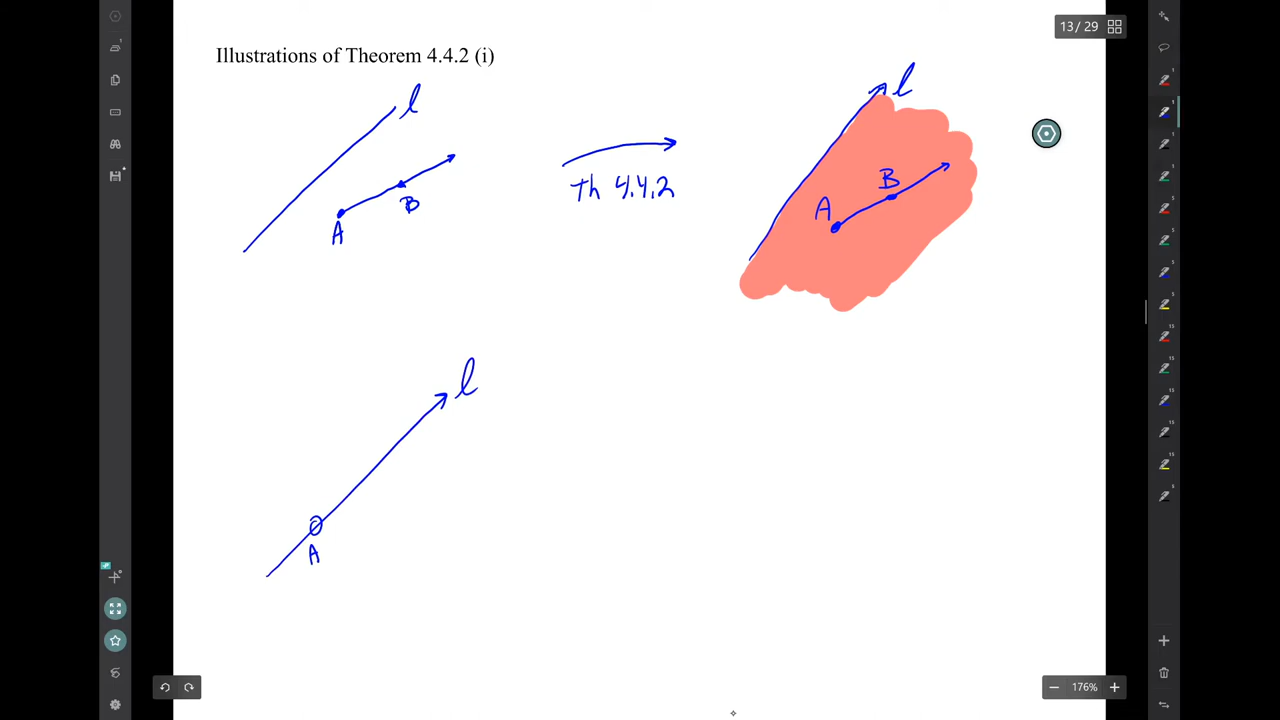 Illustrations of Theorem 4.4.2 (i)
13 / 29
l
l
B
A
B
A
Th 4.4.2
l
A
176%